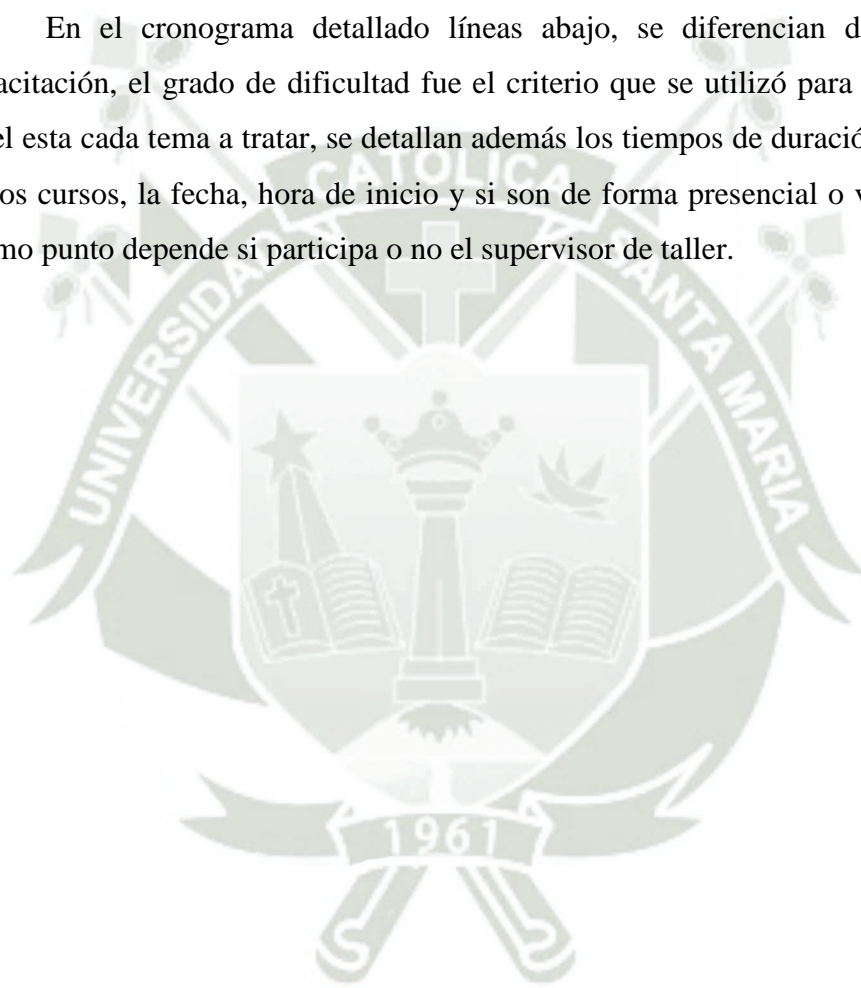 En el cronograma detallado líneas abajo, se diferencian d
acitación, el grado de dificultad fue el criterio que se utilizó para
el esta cada tema a tratar, se detallan además los tiempos de duració
os cursos, la fecha, hora de inicio y si son de forma presencial o v
mo punto depende si participa o no el supervisor de taller.
UNIVERSIDAD CATOLICA SANTA MARIA
1961